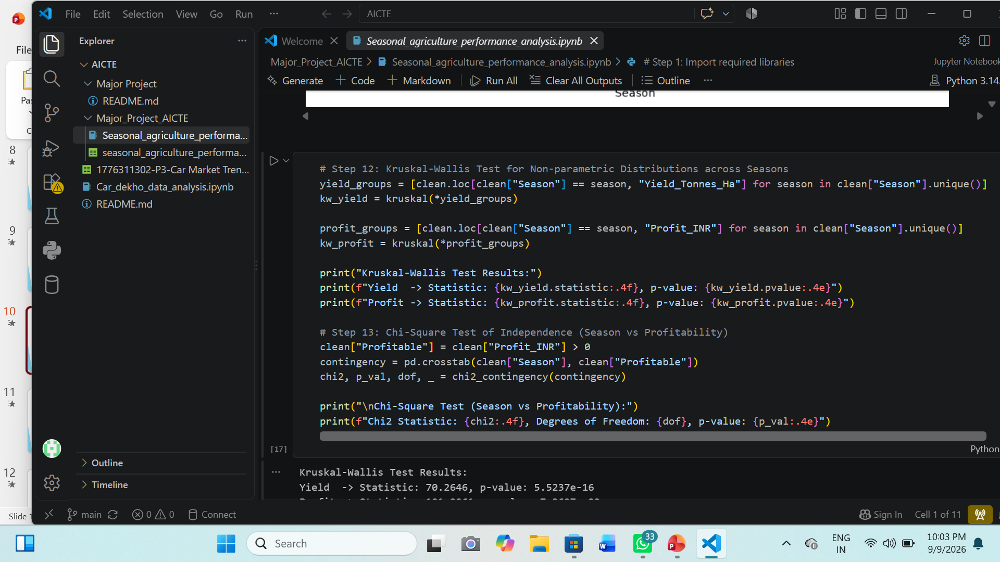 File Edit Selection View Go Run ··· AICTE
File
Pas
C
8
9
10
11
12
Slide 1
Explorer ···
AICTE
Major Project
README.md
Major_Project_AICTE
Seasonal_agriculture_performa...
seasonal_agriculture_performa...
1776311302-P3-Car Market Tren...
Car_dekho_data_analysis.ipynb
README.md
Outline
Timeline
Welcome Seasonal_agriculture_performance_analysis.ipynb
Major_Project_AICTE > Seasonal_agriculture_performance_analysis.ipynb > # Step 1: Import required libraries
Jupyter Notebook
Generate + Code + Markdown Run All Clear All Outputs Outline ··· Python 3.14.
Season
# Step 12: Kruskal-Wallis Test for Non-parametric Distributions across Seasons
yield_groups = [clean.loc[clean["Season"] == season, "Yield_Tonnes_Ha"] for season in clean["Season"].unique()]
kw_yield = kruskal(*yield_groups)
profit_groups = [clean.loc[clean["Season"] == season, "Profit_INR"] for season in clean["Season"].unique()]
kw_profit = kruskal(*profit_groups)
print("Kruskal-Wallis Test Results:")
print(f"Yield  -> Statistic: {kw_yield.statistic:.4f}, p-value: {kw_yield.pvalue:.4e}")
print(f"Profit -> Statistic: {kw_profit.statistic:.4f}, p-value: {kw_profit.pvalue:.4e}")
# Step 13: Chi-Square Test of Independence (Season vs Profitability)
clean["Profitable"] = clean["Profit_INR"] > 0
contingency = pd.crosstab(clean["Season"], clean["Profitable"])
chi2, p_val, dof, _ = chi2_contingency(contingency)
print("\nChi-Square Test (Season vs Profitability):")
print(f"Chi2 Statistic: {chi2:.4f}, Degrees of Freedom: {dof}, p-value: {p_val:.4e}")
[17]
Python
··· Kruskal-Wallis Test Results:
Yield  -> Statistic: 70.2646, p-value: 5.5237e-16
main 0 0 Connect Sign In Cell 1 of 11
Search 33 ENG
IN
10:03 PM
9/9/2026